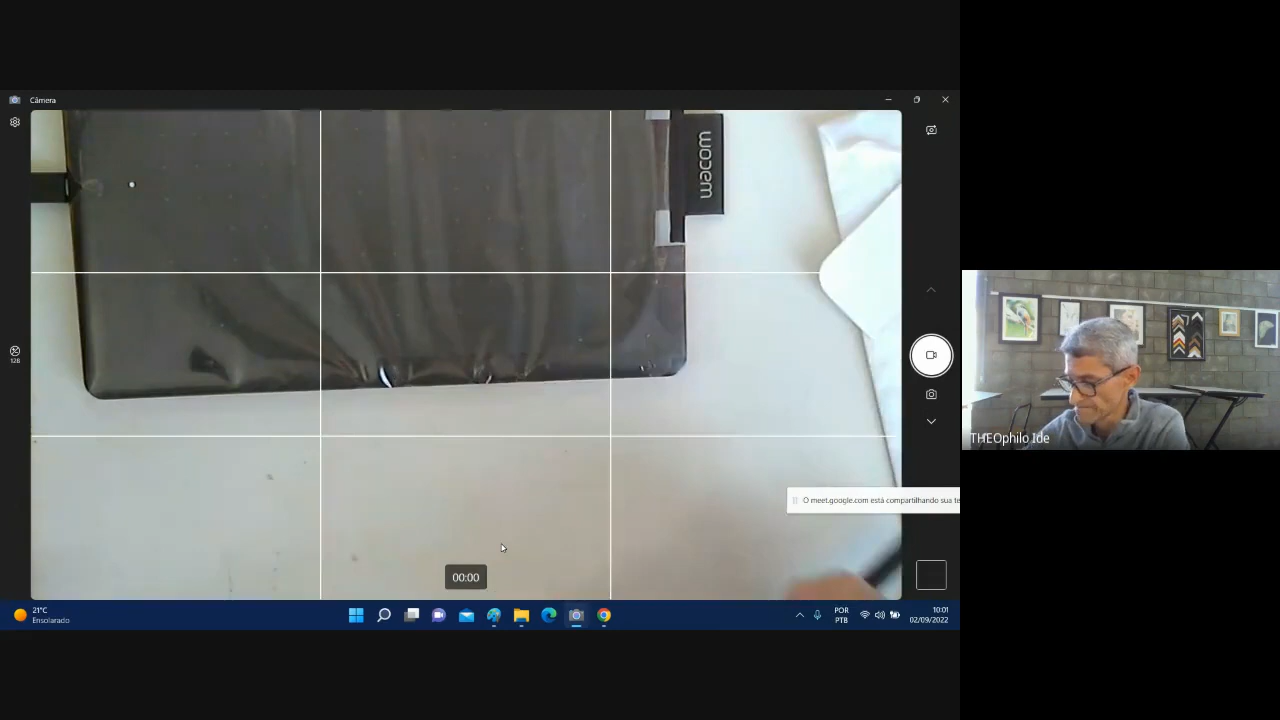 Câmera
wacom
128
O meet.google.com está compartilhando sua te
THEOphilo Ide
00:00
21°C
Ensolarado
POR
PTB
10:01
02/09/2022